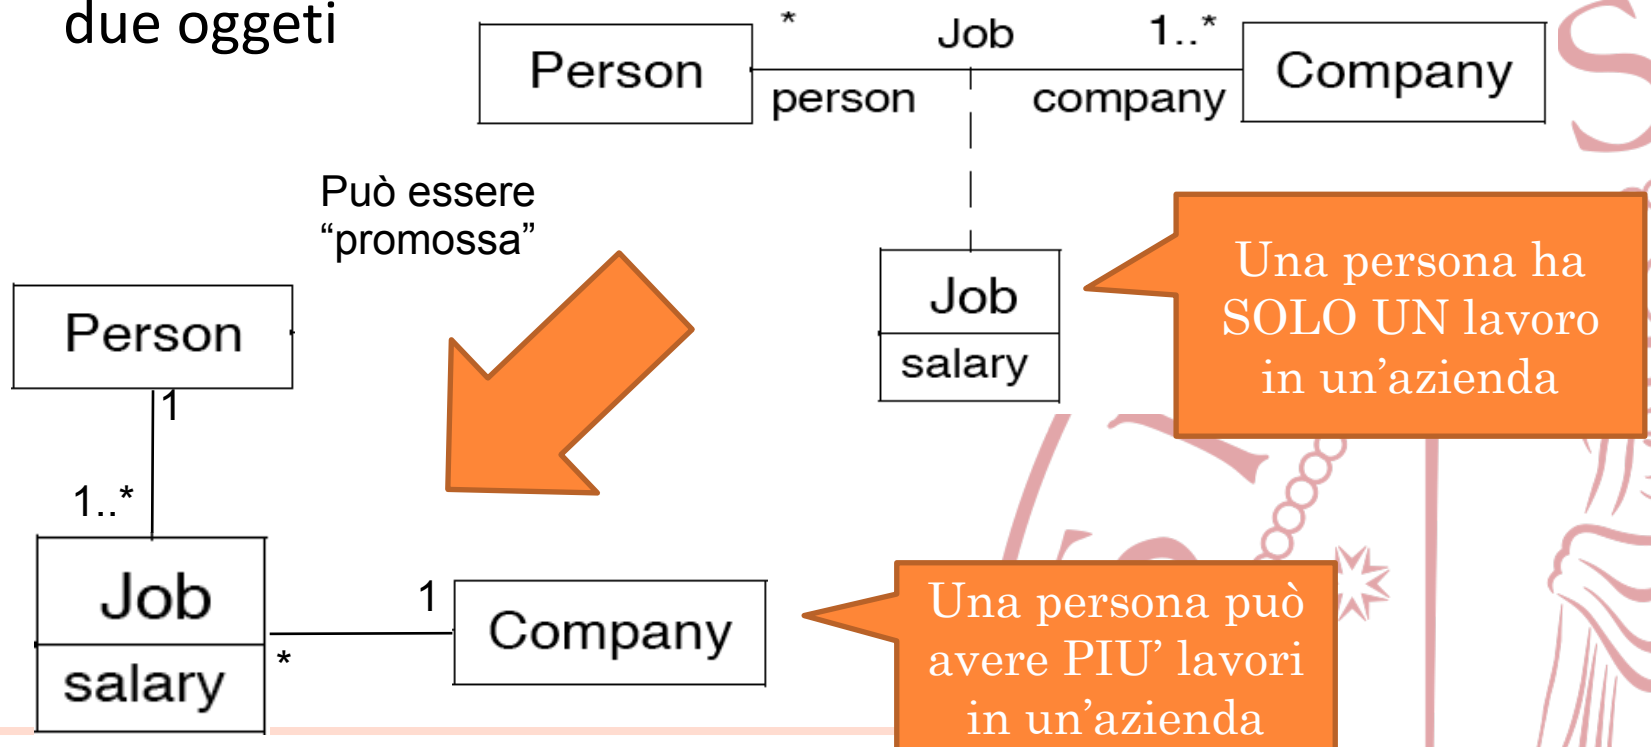 due oggeti
* Job 1..*
Person Company
person company
Può essere
“promossa”
Job
salary
Una persona ha
SOLO UN lavoro
in un’azienda
Person
1
1..*
Job
salary
*
1
Company
Una persona può
avere PIU’ lavori
in un’azienda